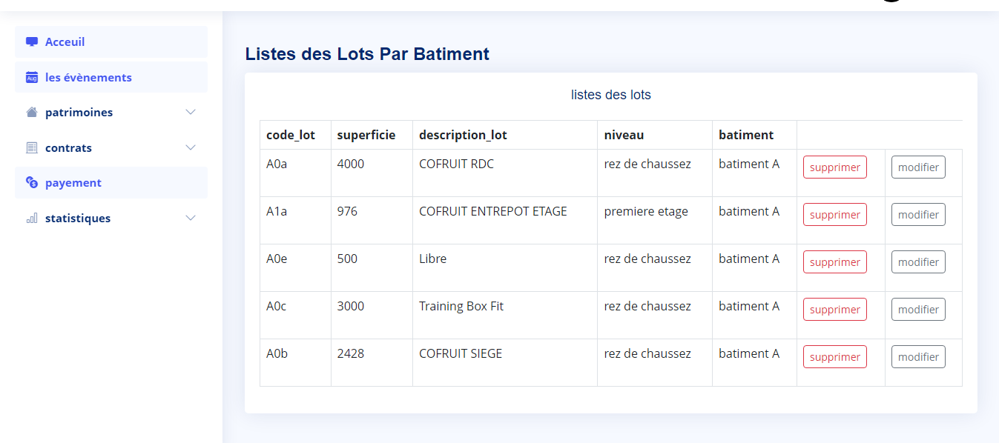 Acceuil
Aug
les évènements
patrimoines
contrats
payement
statistiques
Listes des Lots Par Batiment
listes des lots
code_lot superficie description_lot niveau batiment
A0a 4000 COFRUIT RDC rez de chaussez batiment A supprimer modifier
A1a 976 COFRUIT ENTREPOT ETAGE premiere etage batiment A supprimer modifier
A0e 500 Libre rez de chaussez batiment A supprimer modifier
A0c 3000 Training Box Fit rez de chaussez batiment A supprimer modifier
A0b 2428 COFRUIT SIEGE rez de chaussez batiment A supprimer modifier